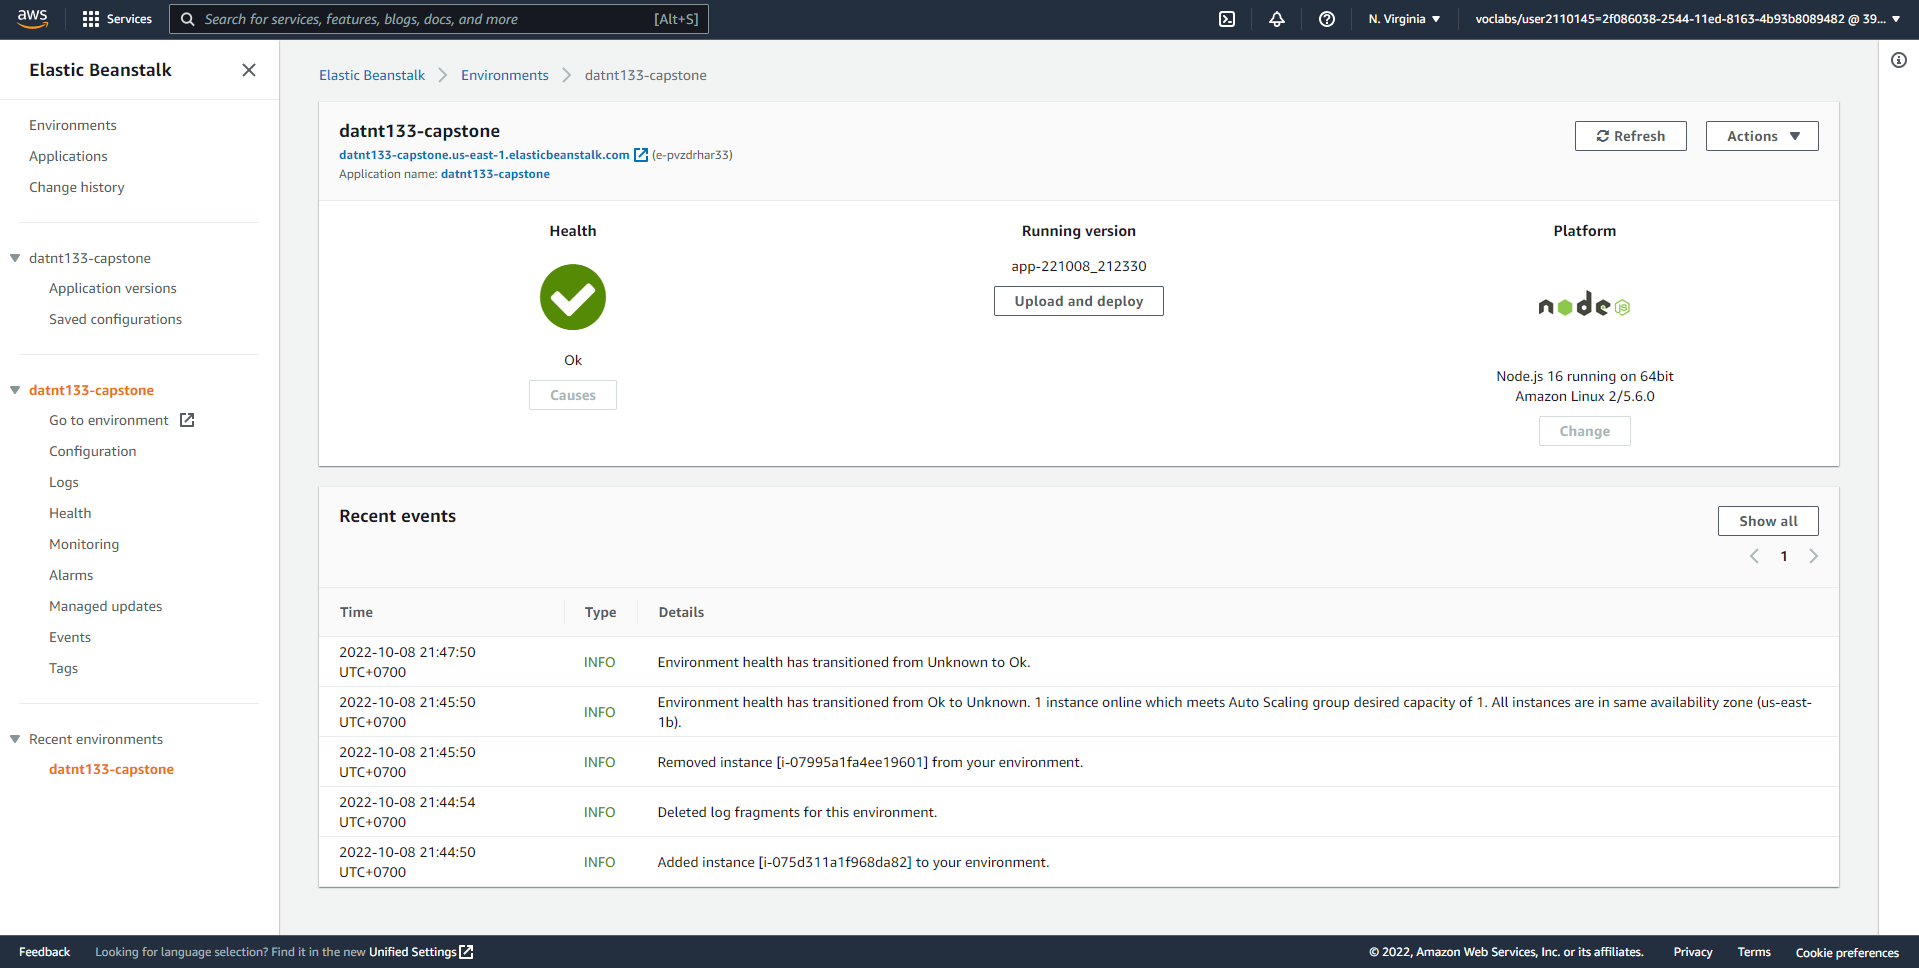 aws
Services
Search for services, features, blogs, docs, and more
[Alt+S]
N. Virginia
voclabs/user2110145=2f086038-2544-11ed-8163-4b93b8089482 @ 39...
Elastic Beanstalk
Environments
Applications
Change history
datnt133-capstone
Application versions
Saved configurations
datnt133-capstone
Go to environment
Configuration
Logs
Health
Monitoring
Alarms
Managed updates
Events
Tags
Recent environments
datnt133-capstone
Elastic Beanstalk
Environments
datnt133-capstone
datnt133-capstone
datnt133-capstone.us-east-1.elasticbeanstalk.com (e-pvzdrhar33)
Application name: datnt133-capstone
Refresh
Actions
Health
Ok
Causes
Running version
app-221008_212330
Upload and deploy
Platform
node JS
Node.js 16 running on 64bit
Amazon Linux 2/5.6.0
Change
Recent events
Show all
1
Time
Type
Details
2022-10-08 21:47:50
UTC+0700
INFO
Environment health has transitioned from Unknown to Ok.
2022-10-08 21:45:50
UTC+0700
INFO
Environment health has transitioned from Ok to Unknown. 1 instance online which meets Auto Scaling group desired capacity of 1. All instances are in same availability zone (us-east-
1b).
2022-10-08 21:45:50
UTC+0700
INFO
Removed instance [i-07995a1fa4ee19601] from your environment.
2022-10-08 21:44:54
UTC+0700
INFO
Deleted log fragments for this environment.
2022-10-08 21:44:50
UTC+0700
INFO
Added instance [i-075d311a1f968da82] to your environment.
Feedback
Looking for language selection? Find it in the new Unified Settings
© 2022, Amazon Web Services, Inc. or its affiliates.
Privacy
Terms
Cookie preferences